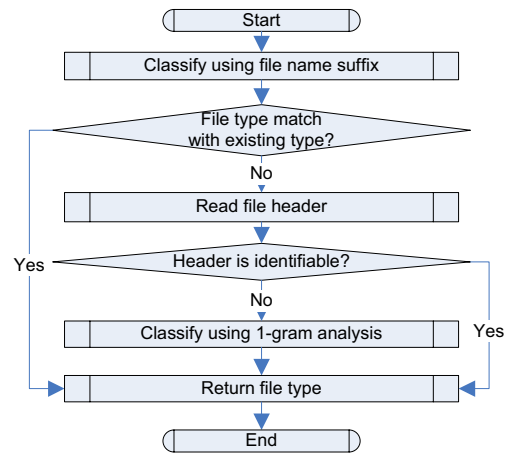 Start
Classify using file name suffix
File type match
with existing type?
No
Read file header
Yes
Header is identifiable?
No
Yes
Classify using 1-gram analysis
Return file type
End